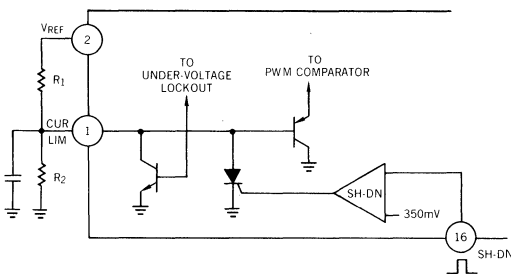 VREF
2
R1
TO
UNDER-VOLTAGE
LOCKOUT
TO
PWM COMPARATOR
CUR
LIM
1
R2
SH-DN
350mV
16
SH-DN